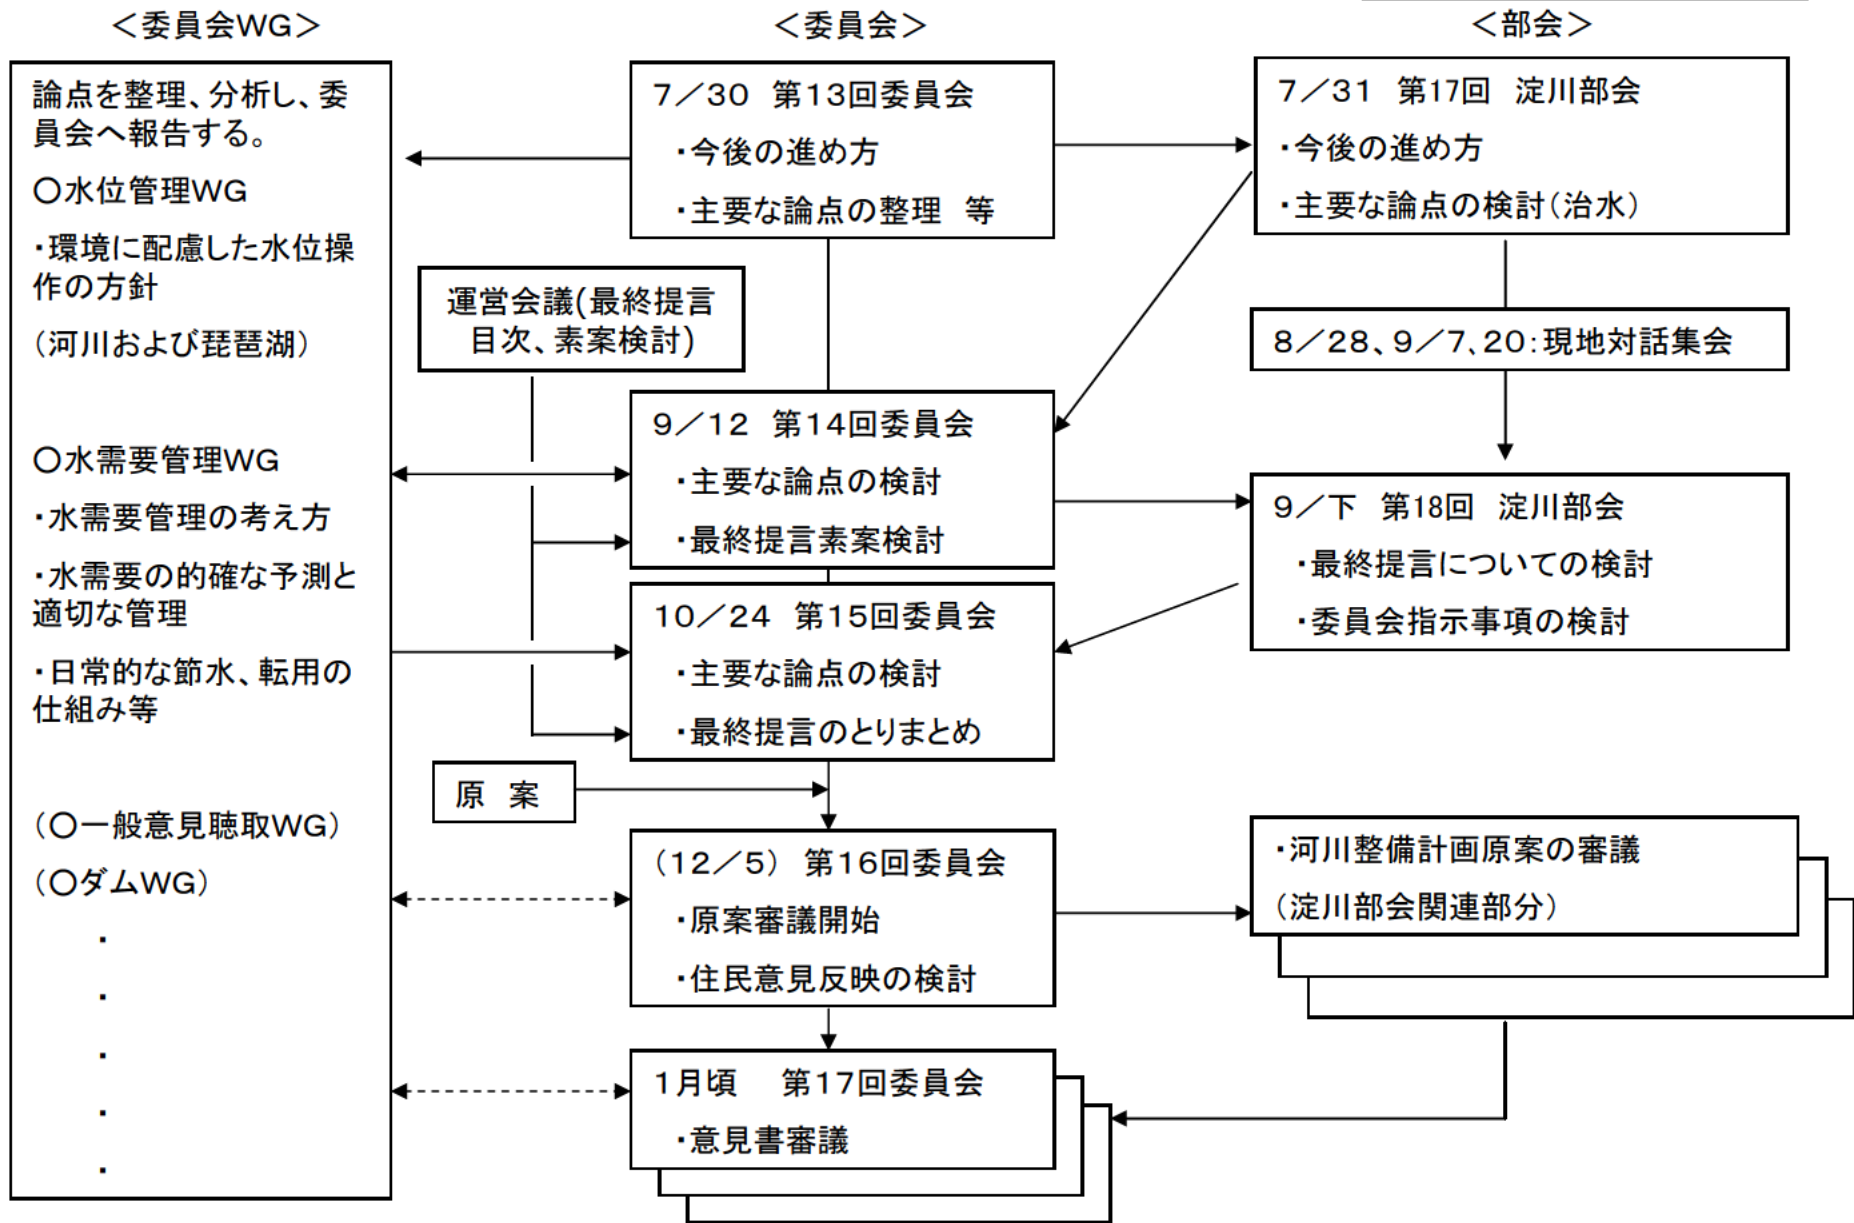 ＜委員会WG＞
論点を整理、分析し、委
員会へ報告する。
〇水位管理WG
・環境に配慮した水位操
作の方針
（河川および琵琶湖）
〇水需要管理WG
・水需要管理の考え方
・水需要の的確な予測と
適切な管理
・日常的な節水、転用の
仕組み等
（〇一般意見聴取WG）
（〇ダムWG）
・
・
・
・
・
＜委員会＞
7／30　第13回委員会
・今後の進め方
・主要な論点の整理　等
運営会議(最終提言
目次、素案検討)
9／12　第14回委員会
・主要な論点の検討
・最終提言素案検討
10／24　第15回委員会
・主要な論点の検討
・最終提言のとりまとめ
原　案
（12／5）　第16回委員会
・原案審議開始
・住民意見反映の検討
1月頃　第17回委員会
・意見書審議
＜部会＞
7／31　第17回　淀川部会
・今後の進め方
・主要な論点の検討（治水）
8／28、9／7、20：現地対話集会
9／下　第18回　淀川部会
・最終提言についての検討
・委員会指示事項の検討
・河川整備計画原案の審議
（淀川部会関連部分）